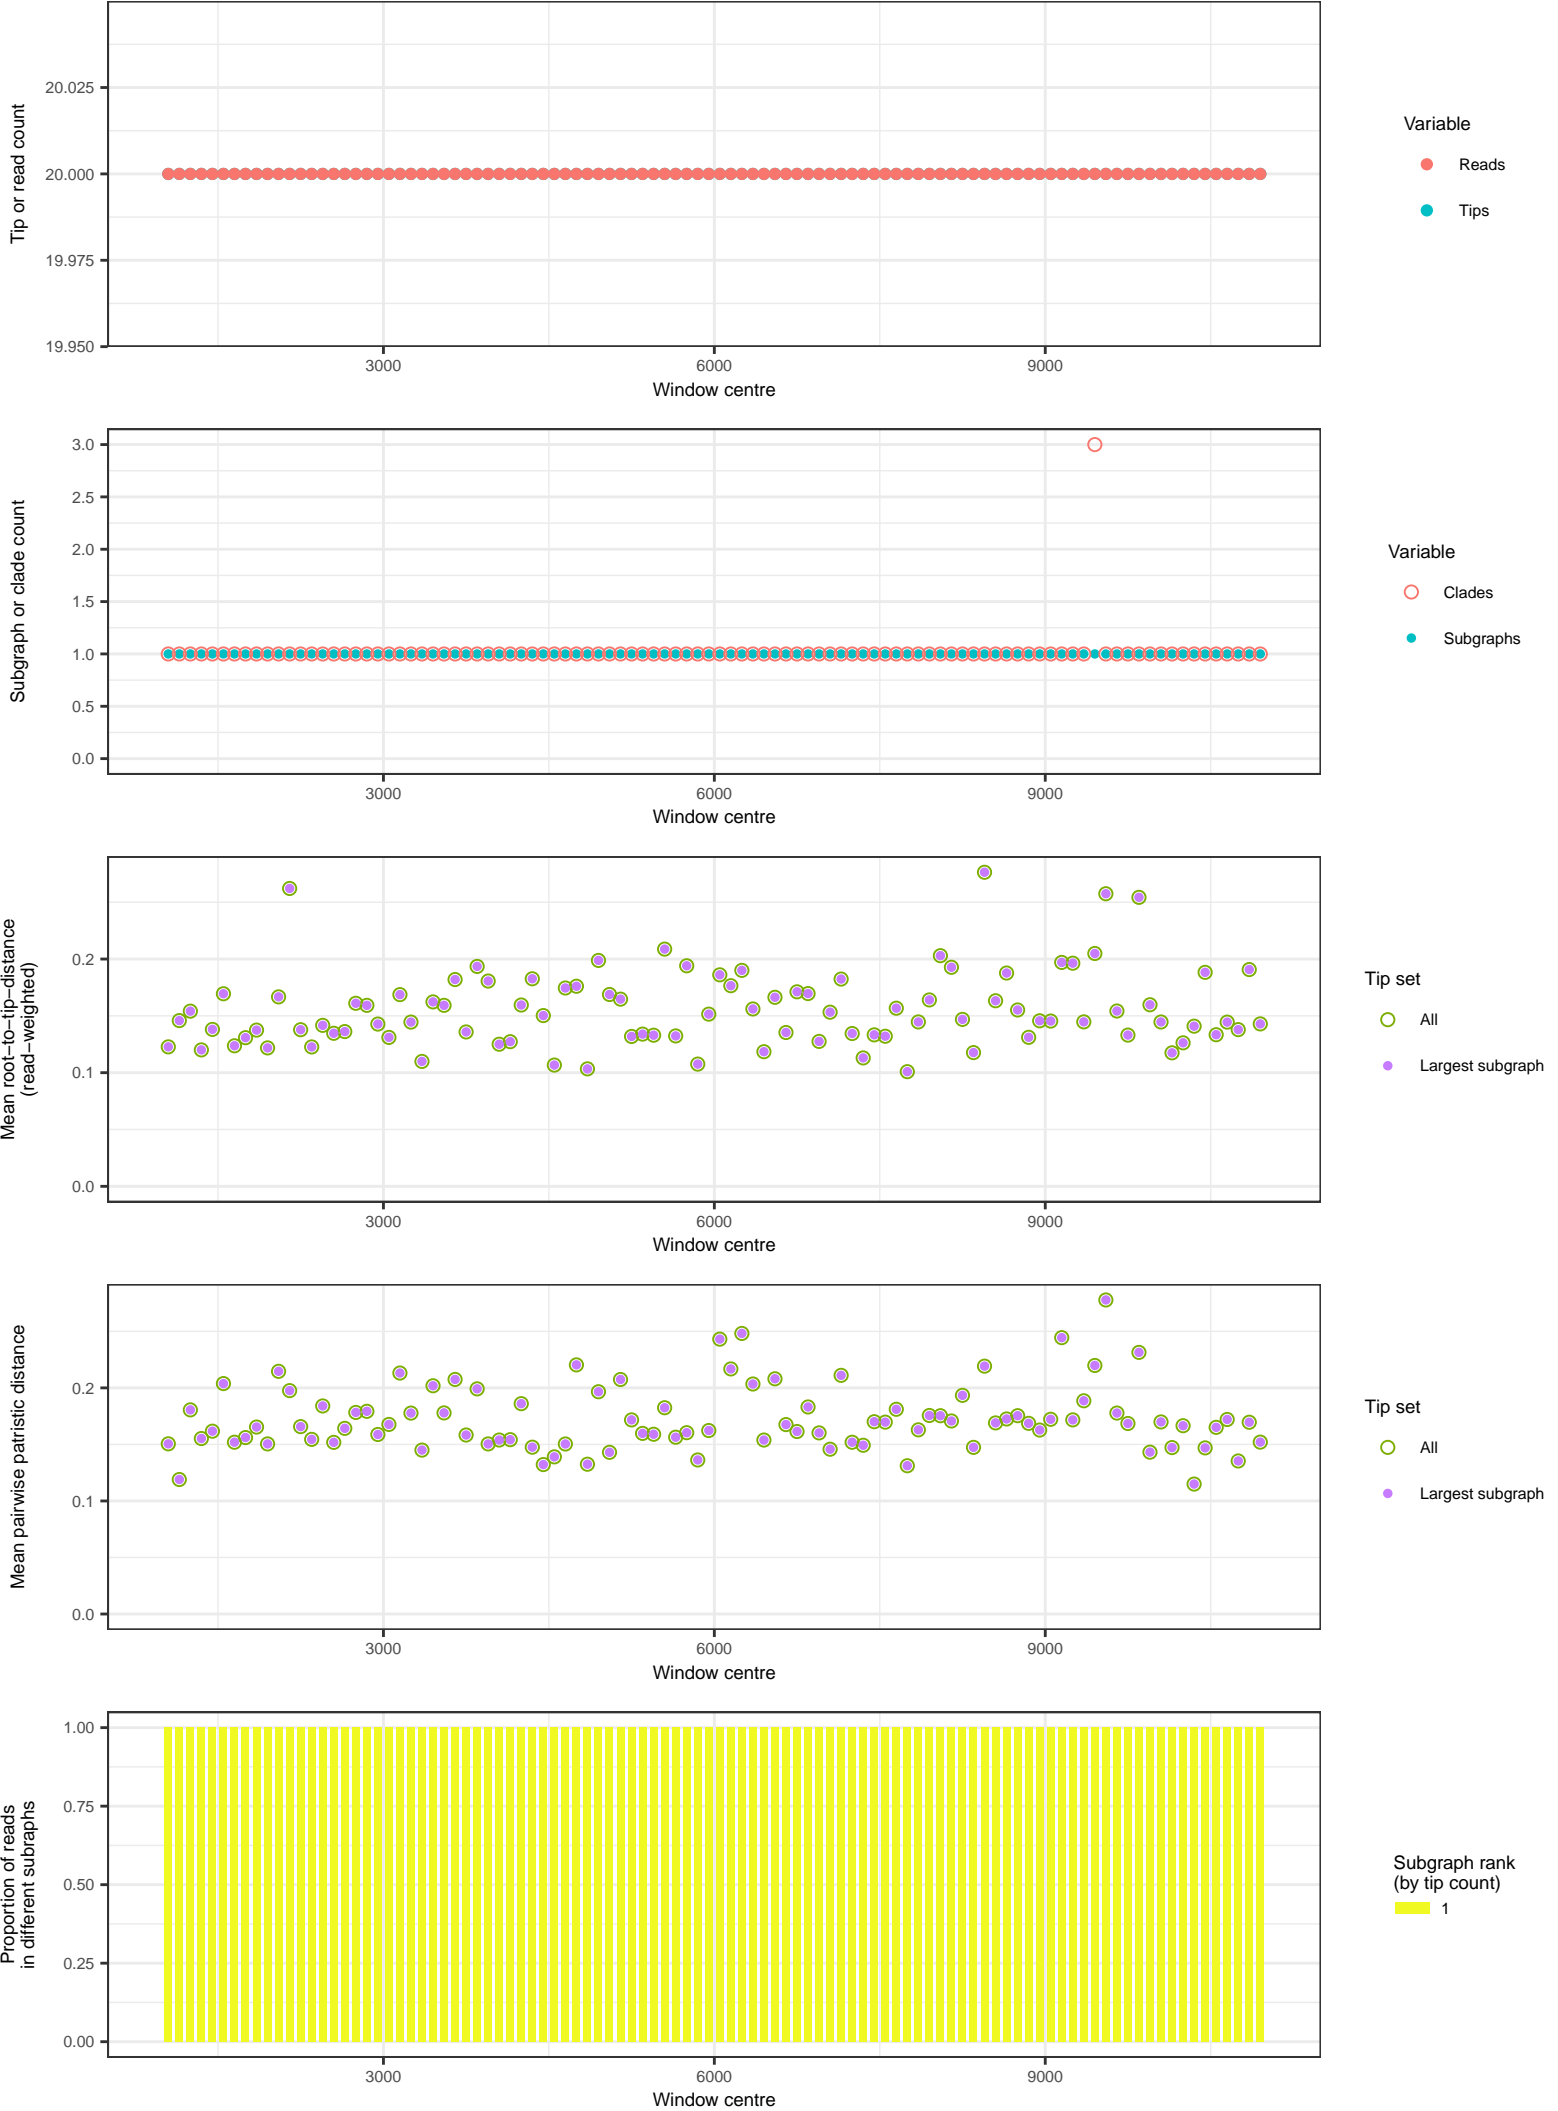 20.025
20.000
19.975
19.950
Tip or read count
3000 6000 9000
Window centre
Variable
Reads
Tips
3.0
2.5
2.0
1.5
1.0
0.5
0.0
Subgraph or clade count
3000 6000 9000
Window centre
Variable
Clades
Subgraphs
0.2
0.1
0.0
Mean root−to−tip−distance
(read−weighted)
3000 6000 9000
Window centre
Tip set
All
Largest subgraph
0.2
0.1
0.0
Mean pairwise patristic distance
3000 6000 9000
Window centre
Tip set
All
Largest subgraph
1.00
0.75
0.50
0.25
0.00
Proportion of reads
in different subraphs
3000 6000 9000
Window centre
Subgraph rank
(by tip count)
1